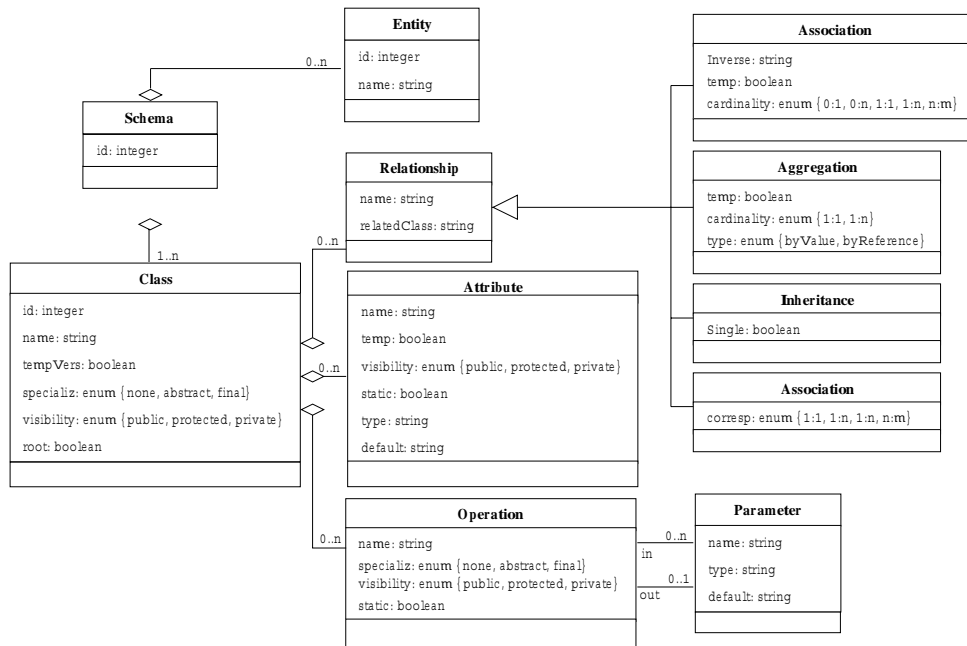 Entity
id: integer
name: string
0..n
Schema
id: integer
1..n
Class
id: integer
name: string
tempVers: boolean
specializ: enum {none, abstract, final}
visibility: enum {public, protected, private}
root: boolean
Relationship
name: string
relatedClass: string
0..n
Attribute
name: string
temp: boolean
visibility: enum {public, protected, private}
static: boolean
type: string
default: string
0..n
Operation
name: string
specializ: enum {none, abstract, final}
visibility: enum {public, protected, private}
static: boolean
0..n
Association
Inverse: string
temp: boolean
cardinality: enum {0:1, 0:n, 1:1, 1:n, n:m}
Aggregation
temp: boolean
cardinality: enum {1:1, 1:n}
type: enum {byValue, byReference}
Inheritance
Single: boolean
Association
corresp: enum {1:1, 1:n, 1:n, n:m}
0..n
in
0..1
out
Parameter
name: string
type: string
default: string